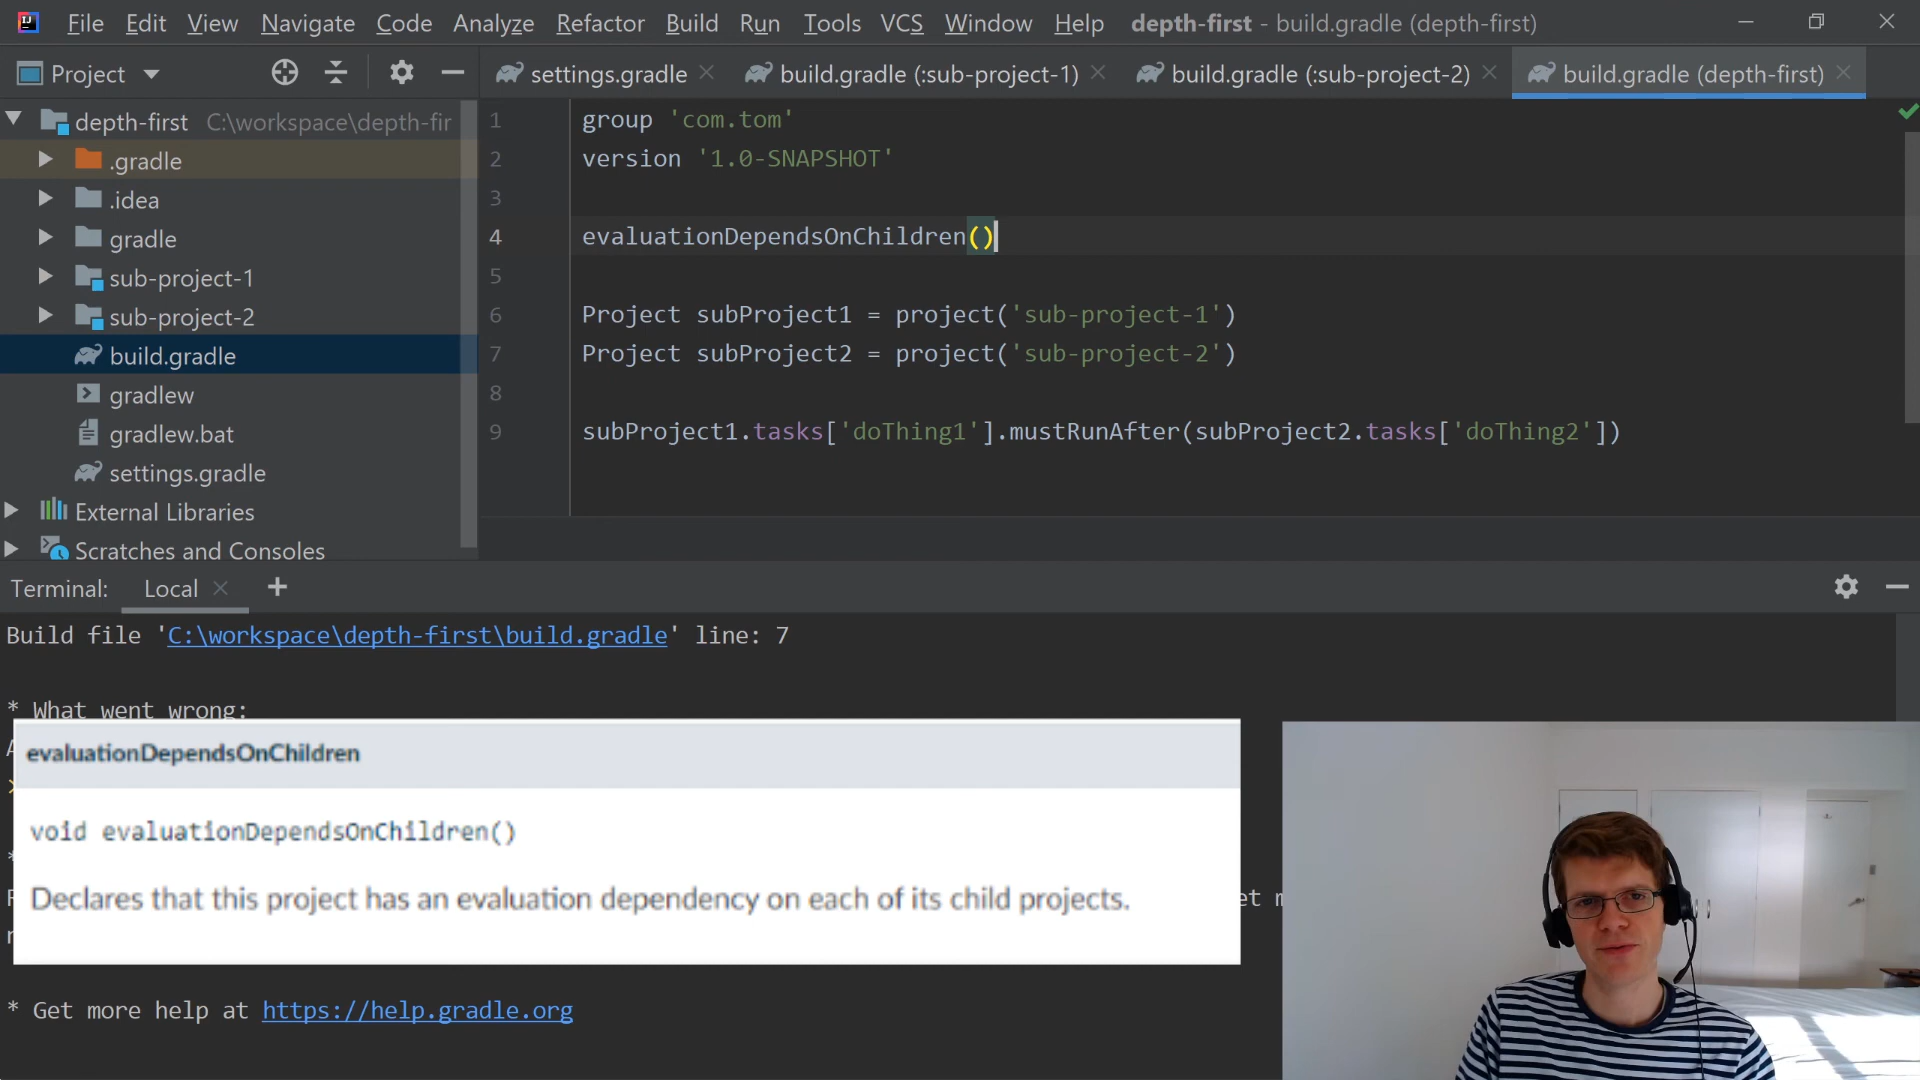 File Edit View Navigate Code Analyze Refactor Build Run Tools VCS Window Help depth-first - build.gradle (depth-first)
Project settings.gradle build.gradle (:sub-project-1) build.gradle (:sub-project-2) build.gradle (depth-first)
depth-first C:\workspace\depth-fir
.gradle
.idea
gradle
sub-project-1
sub-project-2
build.gradle
gradlew
gradlew.bat
settings.gradle
External Libraries
Scratches and Consoles
1 group 'com.tom'
2 version '1.0-SNAPSHOT'
3
4 evaluationDependsOnChildren()
5
6 Project subProject1 = project('sub-project-1')
7 Project subProject2 = project('sub-project-2')
8
9 subProject1.tasks['doThing1'].mustRunAfter(subProject2.tasks['doThing2'])
Terminal: Local
Build file 'C:\workspace\depth-first\build.gradle' line: 7
* What went wrong:
evaluationDependsOnChildren
void evaluationDependsOnChildren()
Declares that this project has an evaluation dependency on each of its child projects.
* Get more help at https://help.gradle.org